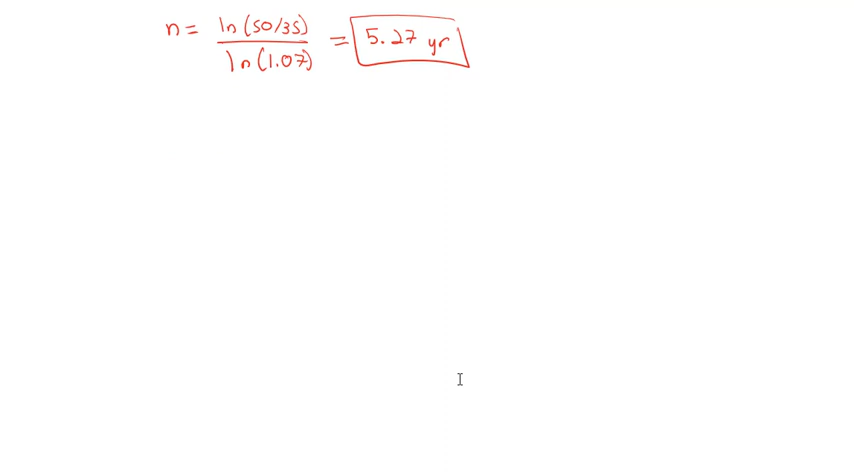 n = ln(50/35) / ln(1.07) = 5.27 yr